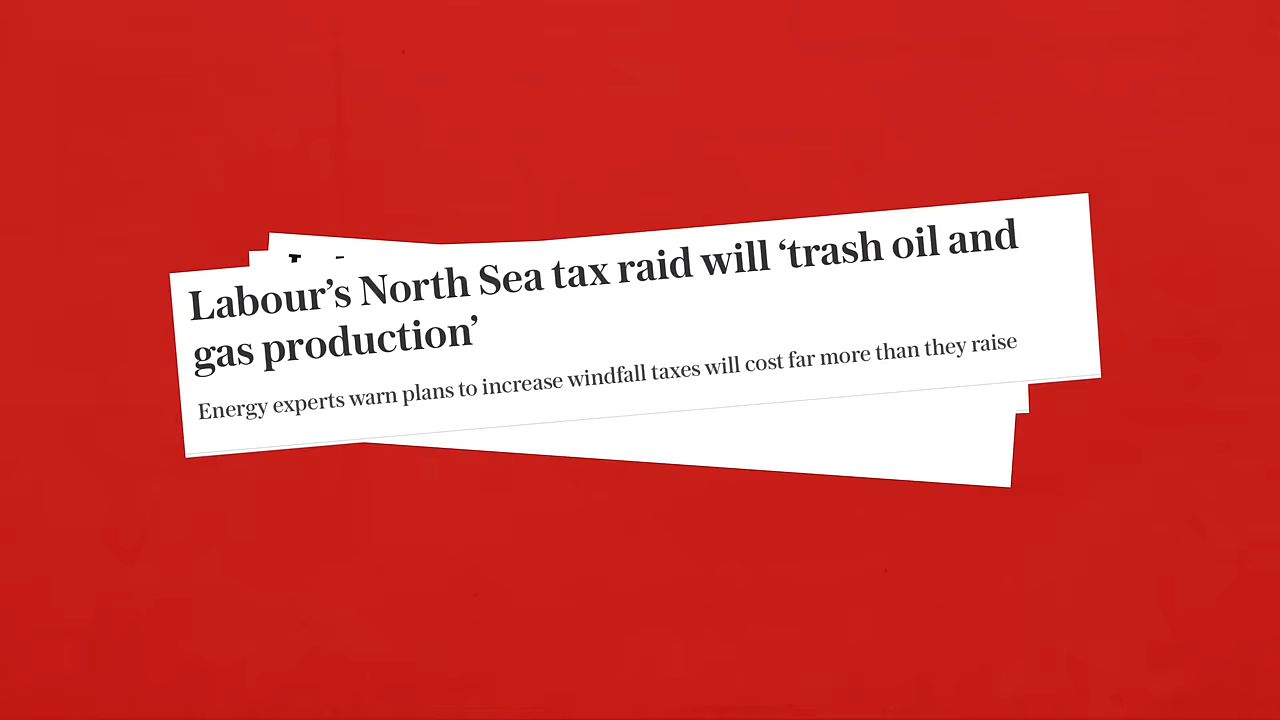 Labour’s North Sea tax raid will ‘trash oil and
gas production’
Energy experts warn plans to increase windfall taxes will cost far more than they raise